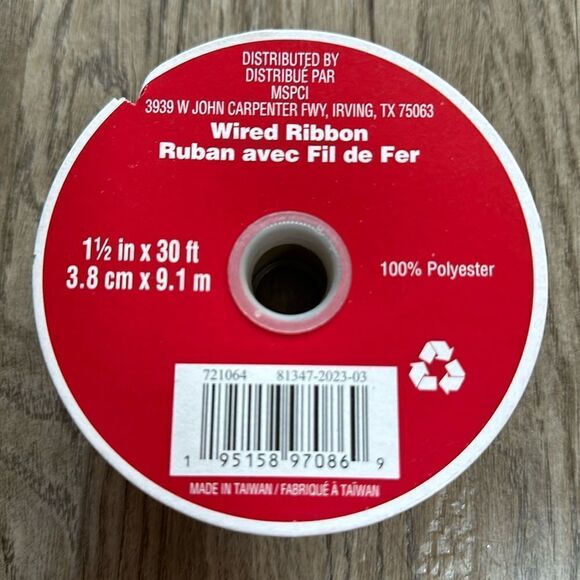 DISTRIBUTED BY
DISTRIBUÉ PAR
MSPCI
3939 W JOHN CARPENTER FWY, IRVING, TX 75063
Wired Ribbon
Ruban avec Fil de Fer
1½ in x 30 ft
3.8 cm x 9.1 m
100% Polyester
721064 81347-2023-03
1 95158 97086 9
MADE IN TAIWAN / FABRIQUÉ À TAÏWAN